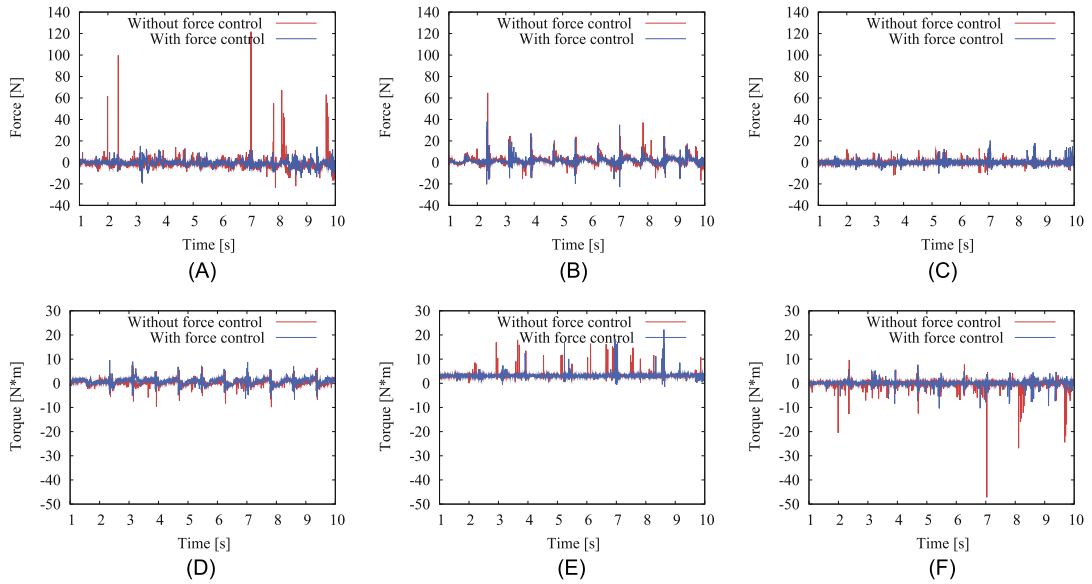 140
120
100
80
60
40
20
0
-20
-40
Force [N]
Without force control
With force control
1 2 3 4 5 6 7 8 9 10
Time [s]
(A)
140
120
100
80
60
40
20
0
-20
-40
Force [N]
Without force control
With force control
1 2 3 4 5 6 7 8 9 10
Time [s]
(B)
140
120
100
80
60
40
20
0
-20
-40
Force [N]
Without force control
With force control
1 2 3 4 5 6 7 8 9 10
Time [s]
(C)
30
20
10
0
-10
-20
-30
-40
-50
Torque [N*m]
Without force control
With force control
1 2 3 4 5 6 7 8 9 10
Time [s]
(D)
30
20
10
0
-10
-20
-30
-40
-50
Torque [N*m]
Without force control
With force control
1 2 3 4 5 6 7 8 9 10
Time [s]
(E)
30
20
10
0
-10
-20
-30
-40
-50
Torque [N*m]
Without force control
With force control
1 2 3 4 5 6 7 8 9 10
Time [s]
(F)